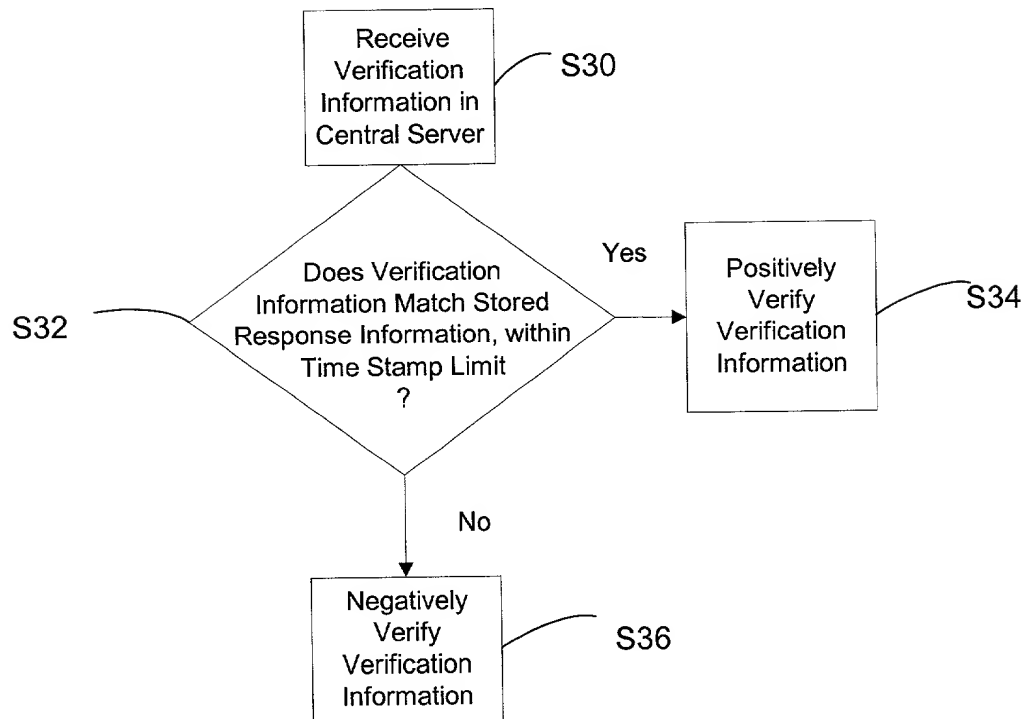 Receive
Verification
Information in
Central Server
S30
Does Verification
Information Match Stored
Response Information, within
Time Stamp Limit
?
S32
Yes
Positively
Verify
Verification
Information
S34
No
Negatively
Verify
Verification
Information
S36